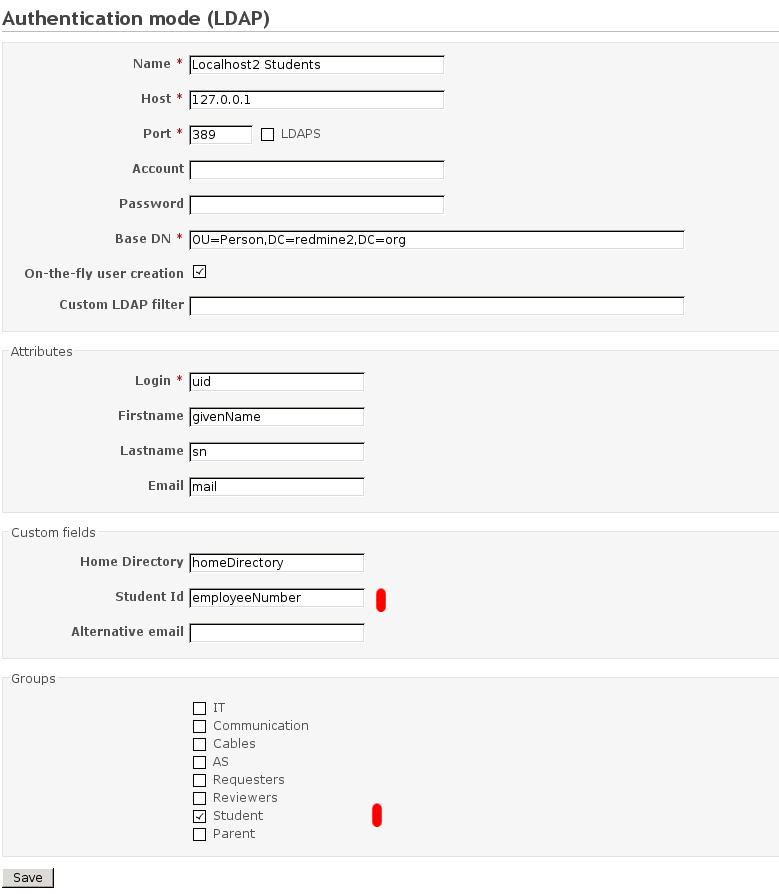 Authentication mode (LDAP)
Name * Localhost2 Students
Host * 127.0.0.1
Port * 389 LDAPS
Account
Password
Base DN * OU=Person,DC=redmine2,DC=org
On-the-fly user creation
Custom LDAP filter
Attributes
Login * uid
Firstname givenName
Lastname sn
Email mail
Custom fields
Home Directory homeDirectory
Student Id employeeNumber
Alternative email
Groups
IT
Communication
Cables
AS
Requesters
Reviewers
Student
Parent
Save